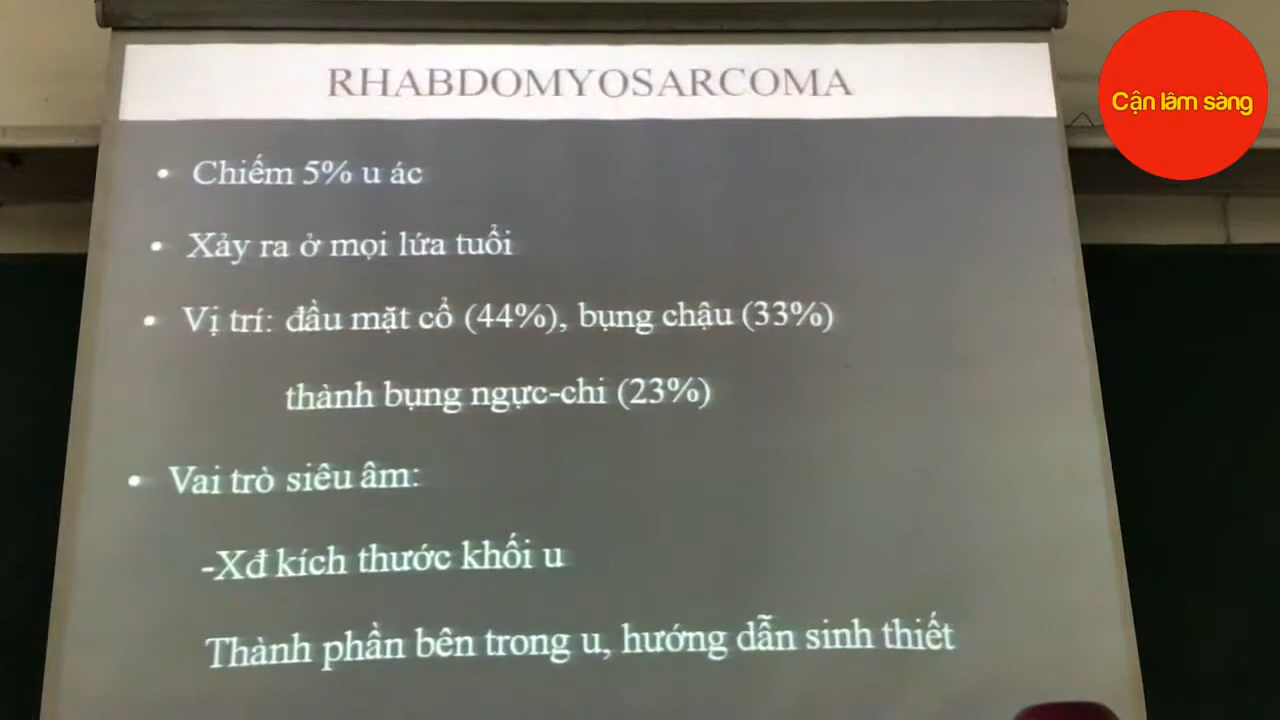 RHABDOMYOSARCOMA
Cận lâm sàng
• Chiếm 5% u ác
• Xảy ra ở mọi lứa tuổi
• Vị trí: đầu mặt cổ (44%), bụng chậu (33%)
thành bụng ngực-chi (23%)
• Vai trò siêu âm:
-Xđ kích thước khối u
Thành phần bên trong u, hướng dẫn sinh thiết